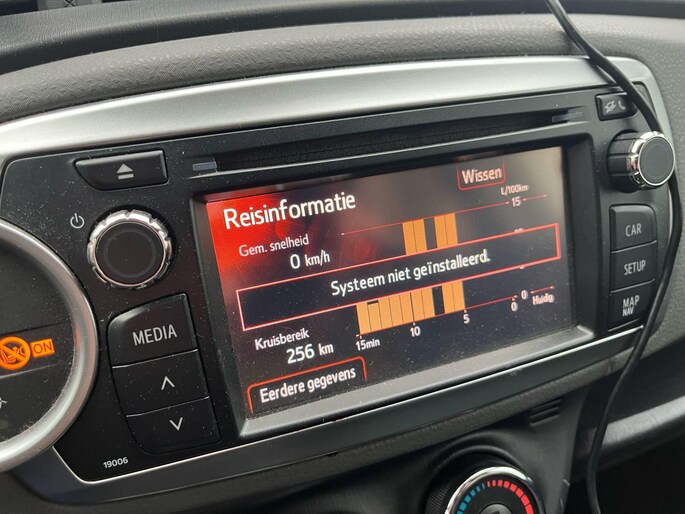 Reisinformatie
Wissen
L/100km
15
Gem. snelheid
0 km/h
Systeem niet geïnstalleerd.
Kruisbereik
256 km
15min
10
5
0
0
Huidig
Eerdere gegevens
MEDIA
19006
ON
CAR
SETUP
MAP
NAV